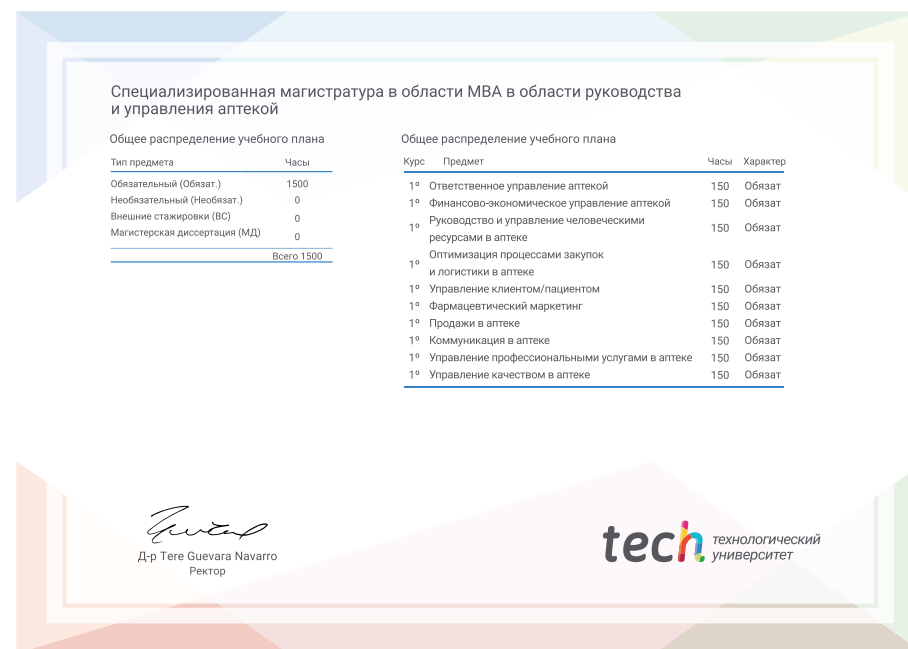 Специализированная магистратура в области MBA в области руководства
и управления аптекой
Общее распределение учебного плана
Тип предмета Часы
Обязательный (Обязат.) 1500
Необязательный (Необязат.) 0
Внешние стажировки (ВС) 0
Магистерская диссертация (МД) 0
Всего 1500
Общее распределение учебного плана
Курс Предмет Часы Характер
1º Ответственное управление аптекой 150 Обязат
1º Финансово-экономическое управление аптекой 150 Обязат
1º Руководство и управление человеческими
ресурсами в аптеке 150 Обязат
1º Оптимизация процессами закупок
и логистики в аптеке 150 Обязат
1º Управление клиентом/пациентом 150 Обязат
1º Фармацевтический маркетинг 150 Обязат
1º Продажи в аптеке 150 Обязат
1º Коммуникация в аптеке 150 Обязат
1º Управление профессиональными услугами в аптеке 150 Обязат
1º Управление качеством в аптеке 150 Обязат
Д-р Tere Guevara Navarro
Ректор
tech технологический
университет